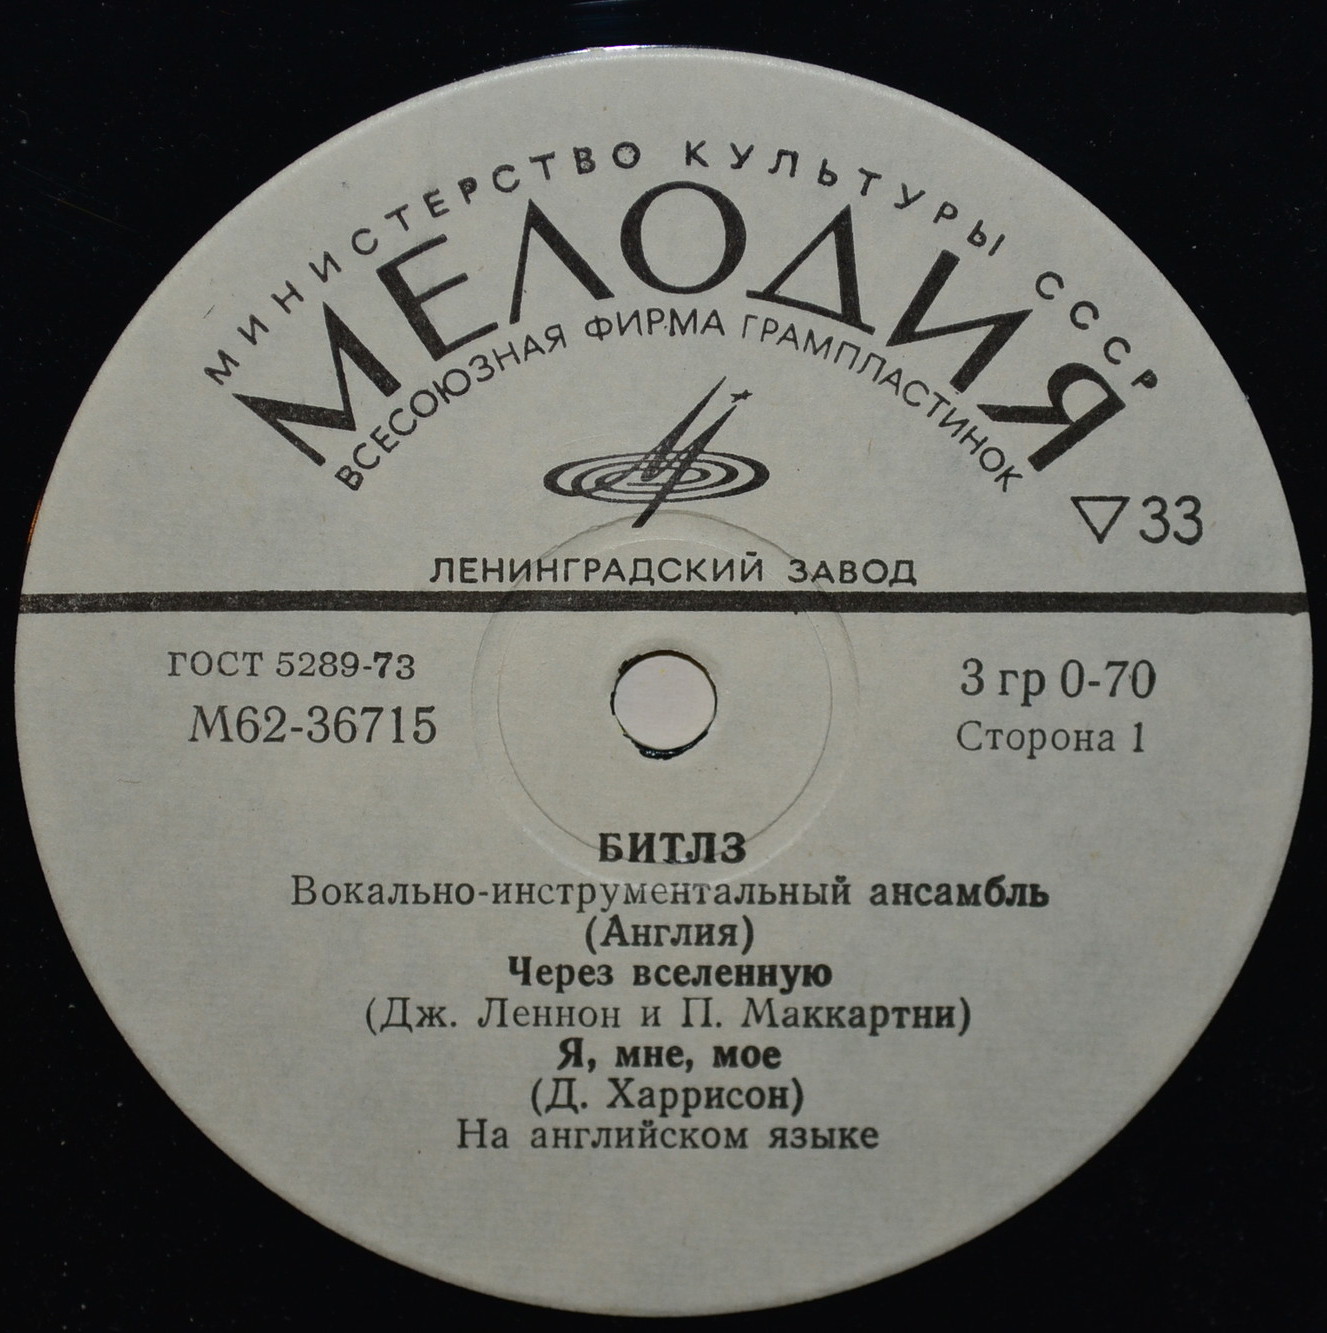 МИНИСТЕРСТВО КУЛЬТУРЫ СССР
МЕЛОДИЯ
ВСЕСОЮЗНАЯ ФИРМА ГРАМПЛАСТИНОК
▽33
ЛЕНИНГРАДСКИЙ ЗАВОД
ГОСТ 5289-73
М62-36715
3 гр 0-70
Сторона 1
БИТЛЗ
Вокально-инструментальный ансамбль
(Англия)
Через вселенную
(Дж. Леннон и П. Маккартни)
Я, мне, мое
(Д. Харрисон)
На английском языке